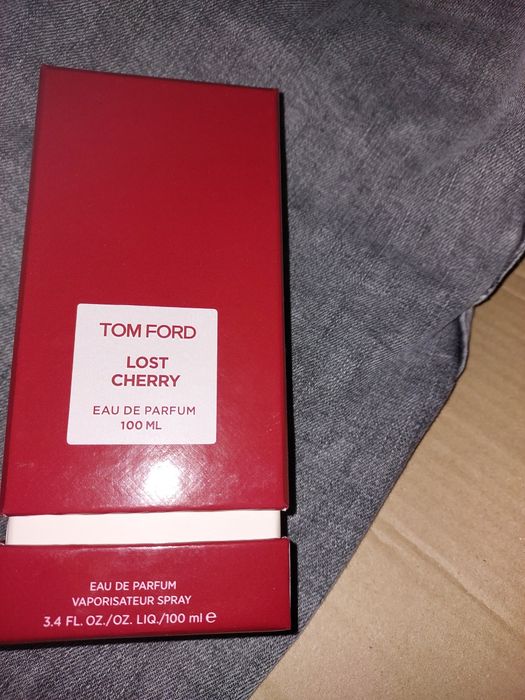 TOM FORD
LOST
CHERRY
EAU DE PARFUM
100 ML
EAU DE PARFUM
VAPORISATEUR SPRAY
3.4 FL. OZ./OZ. LIQ./100 ml ℮